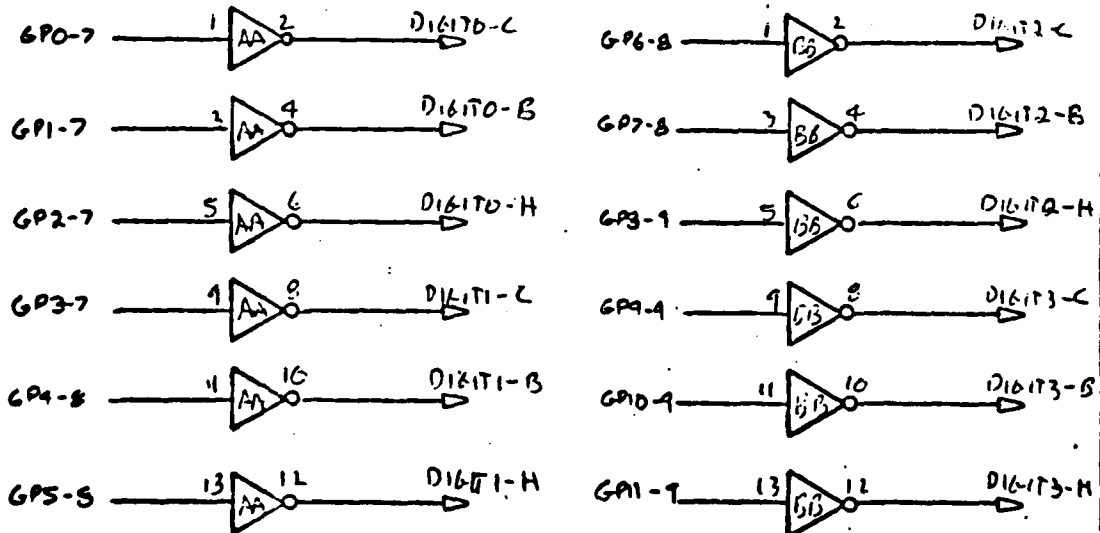 GP0-7 1 AA 2 DIGIT0-C
GP1-7 AA 4 DIGIT0-B
GP2-7 5 AA 6 DIGIT0-H
GP3-7 9 AA 8 DIGIT1-C
GP4-8 11 AA 10 DIGIT1-B
GP5-8 13 AA 12 DIGIT1-H
GP6-8 1 BB 2 DIGIT2-C
GP7-8 3 BB 4 DIGIT2-B
5 BB 6 DIGIT2-H
GP9-9 9 BB 8 DIGIT3-C
GP10-9 11 BB 10 DIGIT3-B
GP11-9 13 BB 12 DIGIT3-H